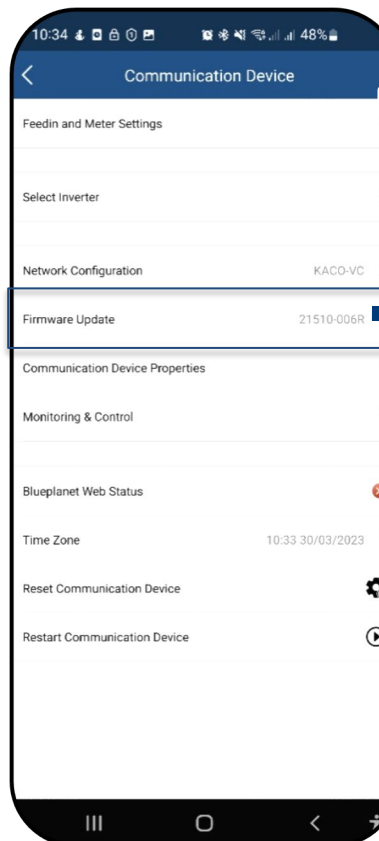 10:34 48%
Communication Device
Feedin and Meter Settings
Select Inverter
Network Configuration KACO-VC
Firmware Update 21510-006R
Communication Device Properties
Monitoring & Control
Blueplanet Web Status
Time Zone 10:33 30/03/2023
Reset Communication Device
Restart Communication Device